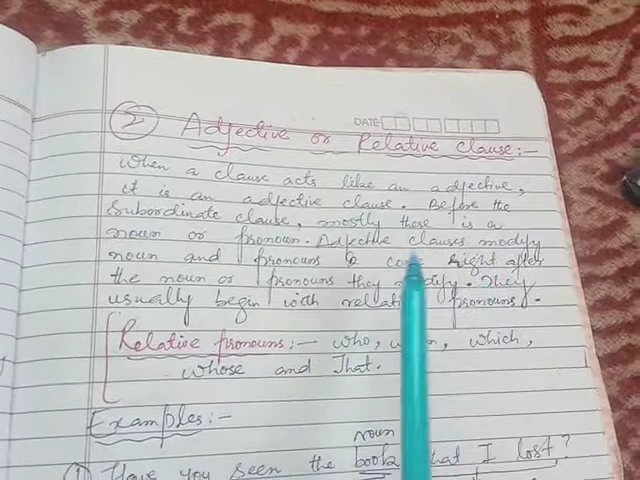 DATE
② Adjective or Relative clause:-
When a clause acts like an adjective,
it is an adjective clause. Before the
Subordinate clause, mostly there is a
noun or pronoun. Adjective clauses modify
noun and pronouns & right after
the noun or pronouns they modify. They
usually begin with relative pronouns.
Relative pronouns:- who, whom, which,
whose and That.
Examples:-
noun
① Have you seen the book that I lost?